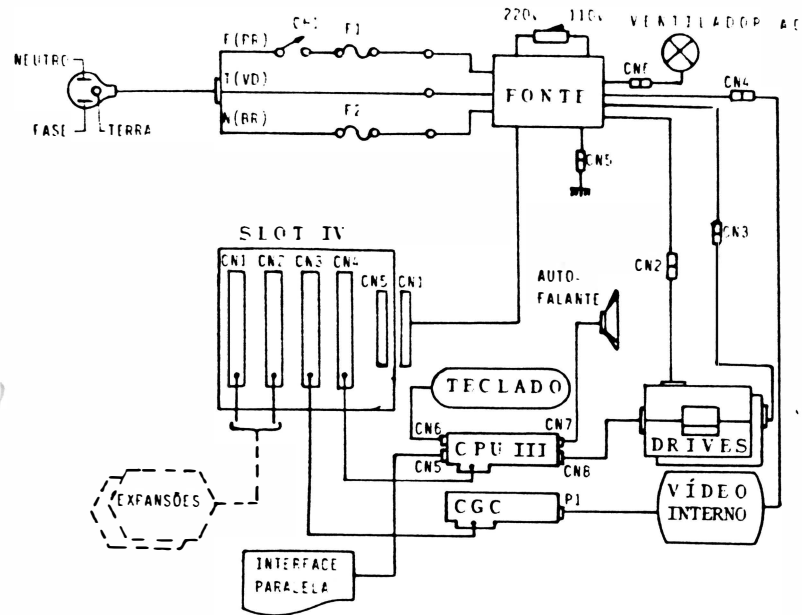 220v 110v
VENTILADOR AC
F(PR)
CH1
F1
NEUTRO
CN6
CN4
T(VD)
FONTE
FASE
TERRA
N(BR)
F2
CN5
SLOT IV
CN3
CN1 CN2 CN3 CN4
CN5 CN1
CN2
AUTO-
FALANTE
TECLADO
CN6
CN7
CPU III
DRIVES
CN5
CN8
EXPANSÕES
CGC
P1
VÍDEO
INTERNO
INTERFACE
PARALELA